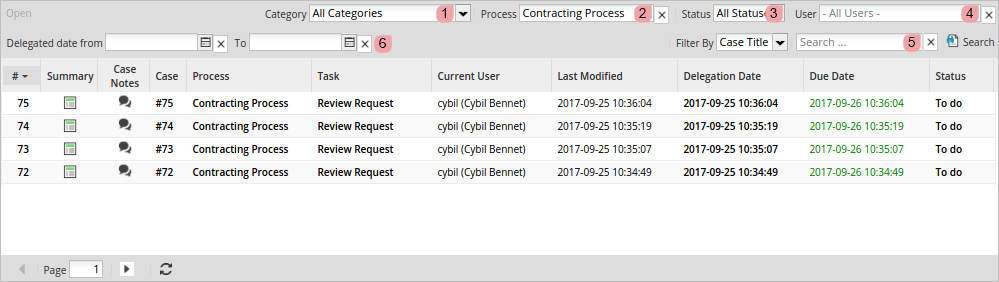 Open Category All Categories 1 Process Contracting Process 2 Status All Status 3 User - All Users - 4
Delegated date from To 6 Filter By Case Title Search ... 5 Search
# Summary Case Notes Case Process Task Current User Last Modified Delegation Date Due Date Status
75 #75 Contracting Process Review Request cybil (Cybil Bennet) 2017-09-25 10:36:04 2017-09-25 10:36:04 2017-09-26 10:36:04 To do
74 #74 Contracting Process Review Request cybil (Cybil Bennet) 2017-09-25 10:35:19 2017-09-25 10:35:19 2017-09-26 10:35:19 To do
73 #73 Contracting Process Review Request cybil (Cybil Bennet) 2017-09-25 10:35:07 2017-09-25 10:35:07 2017-09-26 10:35:07 To do
72 #72 Contracting Process Review Request cybil (Cybil Bennet) 2017-09-25 10:34:49 2017-09-25 10:34:49 2017-09-26 10:34:49 To do
Page 1